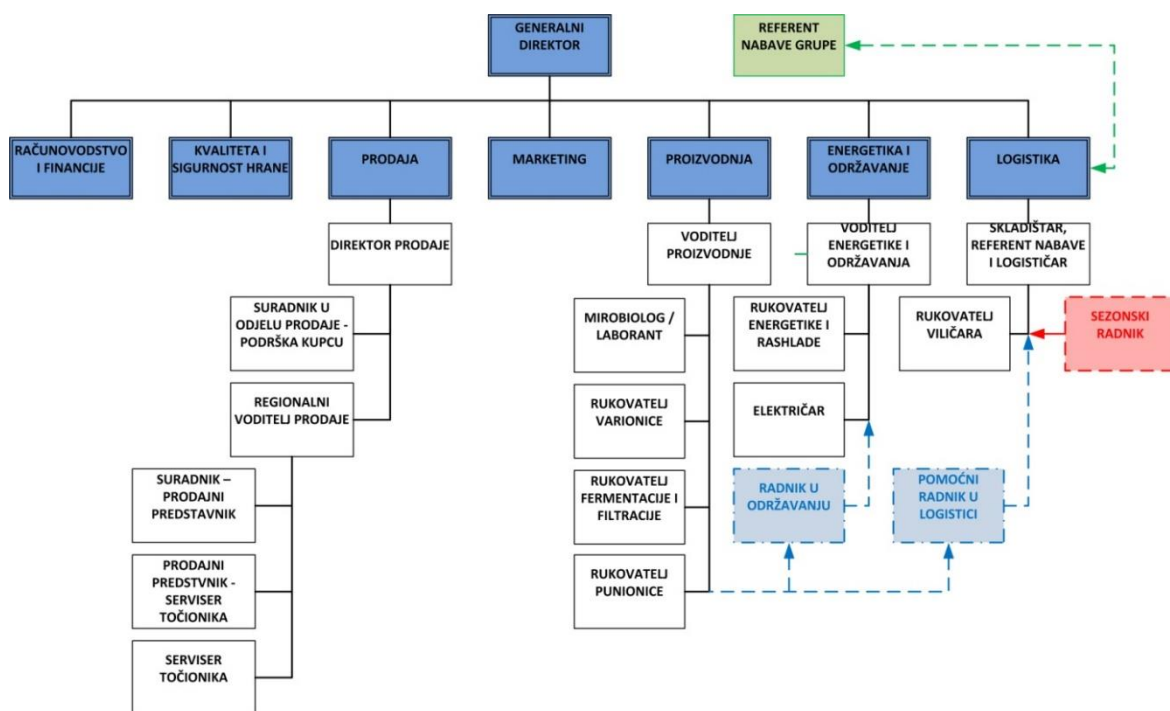 GENERALNI
DIREKTOR
REFERENT
NABAVE GRUPE
RAČUNOVODSTVO
I FINANCIJE
KVALITETA I
SIGURNOST HRANE
PRODAJA
MARKETING
PROIZVODNJA
ENERGETIKA I
ODRŽAVANJE
LOGISTIKA
DIREKTOR PRODAJE
VODITELJ
PROIZVODNJE
VODITELJ
ENERGETIKE I
ODRŽAVANJA
SKLADIŠTAR,
REFERENT NABAVE
I LOGISTIČAR
SURADNIK U
ODJELU PRODAJE -
PODRŠKA KUPCU
MIROBIOLOG /
LABORANT
RUKOVATELJ
ENERGETIKE I
RASHLADE
RUKOVATELJ
VILIČARA
SEZONSKI
RADNIK
REGIONALNI
VODITELJ PRODAJE
RUKOVATELJ
VARIONICE
ELEKTRIČAR
SURADNIK –
PRODAJNI
PREDSTAVNIK
RUKOVATELJ
FERMENTACIJE I
FILTRACIJE
RADNIK U
ODRŽAVANJU
POMOĆNI
RADNIK U
LOGISTICI
PRODAJNI
PREDSTVNIK -
SERVISER
TOČIONIKA
RUKOVATELJ
PUNIONICE
SERVISER
TOČIONIKA